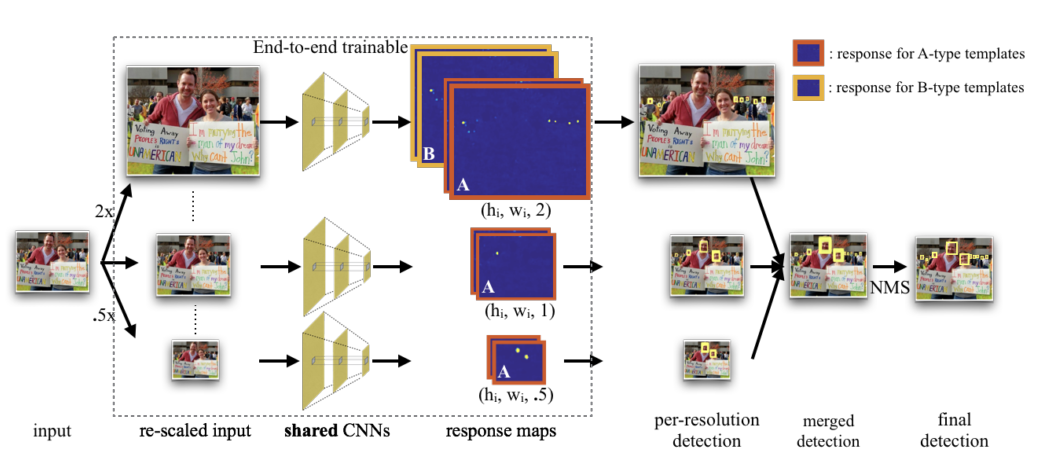 End-to-end trainable
: response for A-type templates
: response for B-type templates
Voting Away
PEOPLE'S RIGHTS
is
UNAMERICA!!
I'm marrying the
man of my dreams
Why Can't John?
B
A
(hi, wi, 2)
2x
A
(hi, wi, 1)
NMS
.5x
A
(hi, wi, .5)
input
re-scaled input
shared CNNs
response maps
per-resolution
detection
merged
detection
final
detection